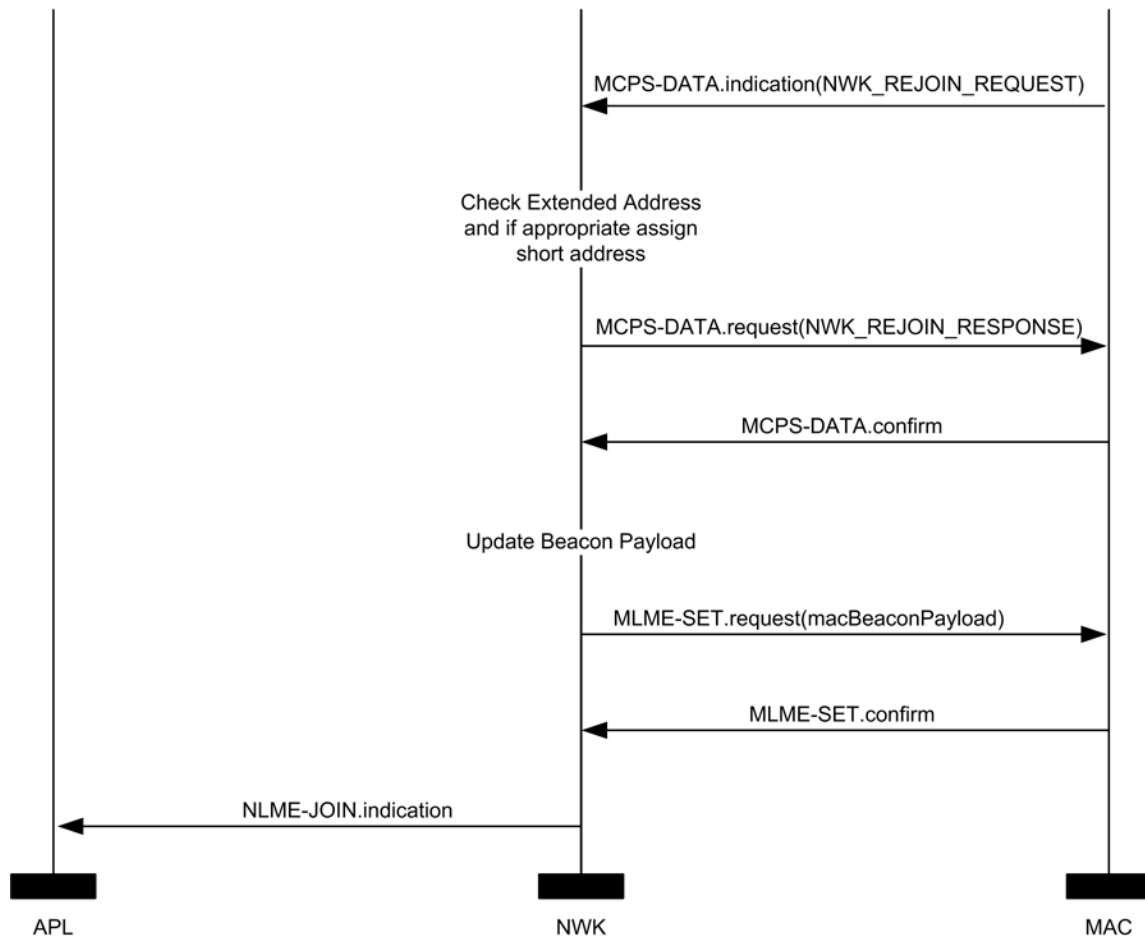 MCPS-DATA.indication(NWK_REJOIN_REQUEST)
Check Extended Address
and if appropriate assign
short address
MCPS-DATA.request(NWK_REJOIN_RESPONSE)
MCPS-DATA.confirm
Update Beacon Payload
MLME-SET.request(macBeaconPayload)
MLME-SET.confirm
NLME-JOIN.indication
APL
NWK
MAC